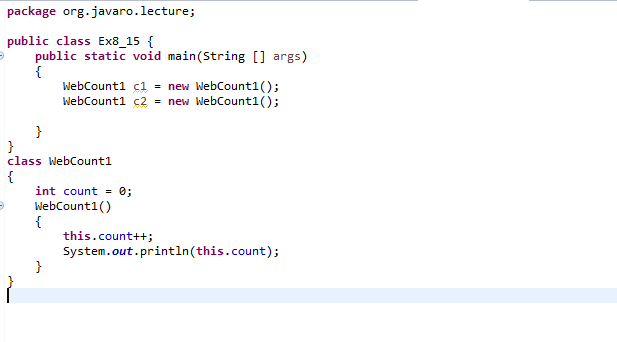 package org.javaro.lecture;
public class Ex8_15 {
public static void main(String [] args)
{
WebCount1 c1 = new WebCount1();
WebCount1 c2 = new WebCount1();
}
}
class WebCount1
{
int count = 0;
WebCount1()
{
this.count++;
System.out.println(this.count);
}
}